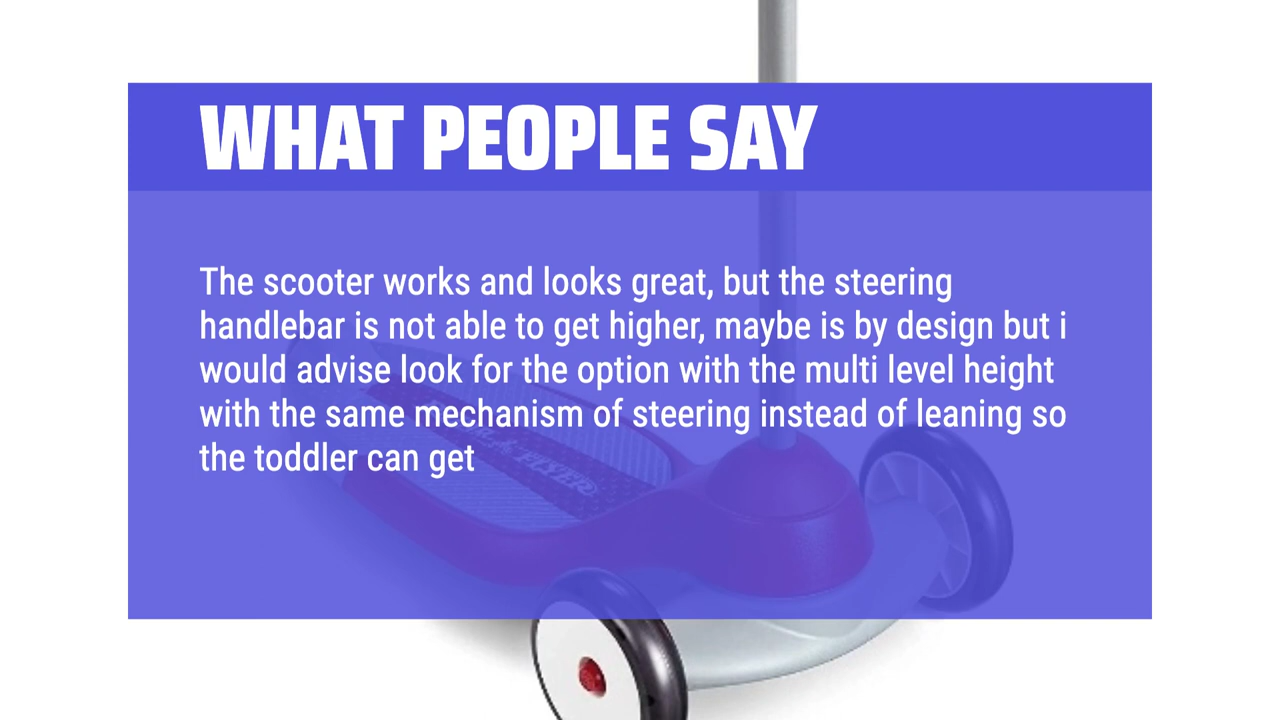 WHAT PEOPLE SAY
The scooter works and looks great, but the steering
handlebar is not able to get higher, maybe is by design but i
would advise look for the option with the multi level height
with the same mechanism of steering instead of leaning so
the toddler can get
FLYER